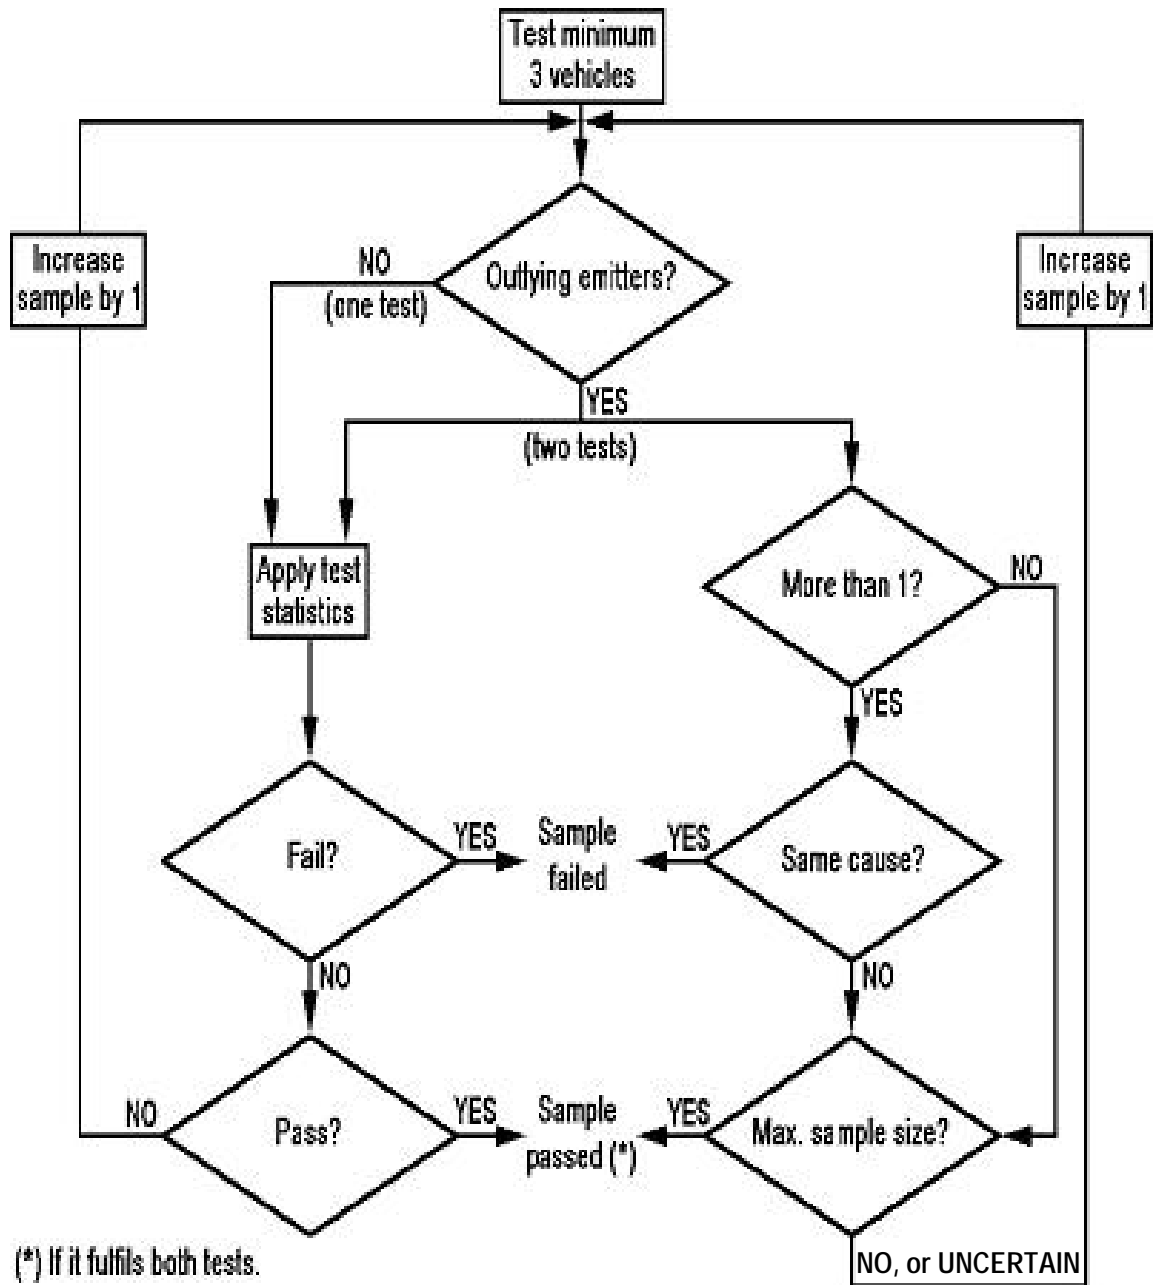 Test minimum
3 vehicles
Increase
sample by 1
NO
(one test)
Outlying emitters?
Increase
sample by 1
YES
(two tests)
Apply test
statistics
More than 1?
NO
YES
Fail?
YES
Sample
failed
YES
Same cause?
NO
NO
NO
Pass?
YES
Sample
passed (*)
YES
Max. sample size?
(*) If it fulfils both tests.
NO, or UNCERTAIN